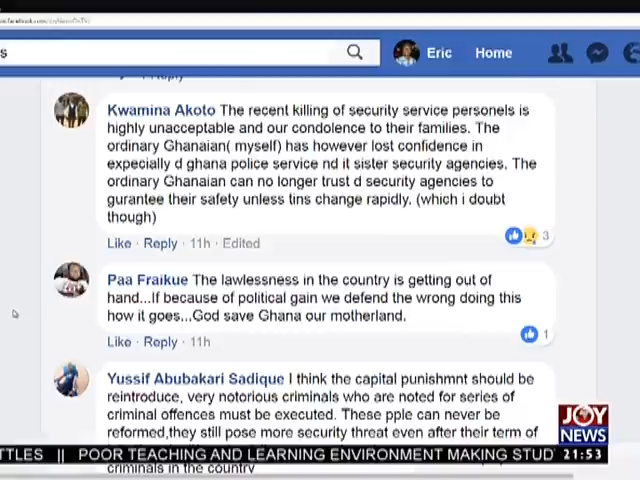 s
Eric
Home
Reply
Kwamina Akoto The recent killing of security service personels is
highly unacceptable and our condolence to their families. The
ordinary Ghanaian( myself) has however lost confidence in
expecially d ghana police service nd it sister security agencies. The
ordinary Ghanaian can no longer trust d security agencies to
gurantee their safety unless tins change rapidly. (which i doubt
though)
Like · Reply · 11h · Edited
3
Paa Fraikue The lawlessness in the country is getting out of
hand...If because of political gain we defend the wrong doing this
how it goes...God save Ghana our motherland.
1
Like · Reply · 11h
Yussif Abubakari Sadique I think the capital punishmnt should be
reintroduce, very notorious criminals who are noted for series of
criminal offences must be executed. These pple can never be
reformed,they still pose more security threat even after their term of
JOY
NEWS
TTLES || POOR TEACHING AND LEARNING ENVIRONMENT MAKING STUD
21:53
criminals in the country